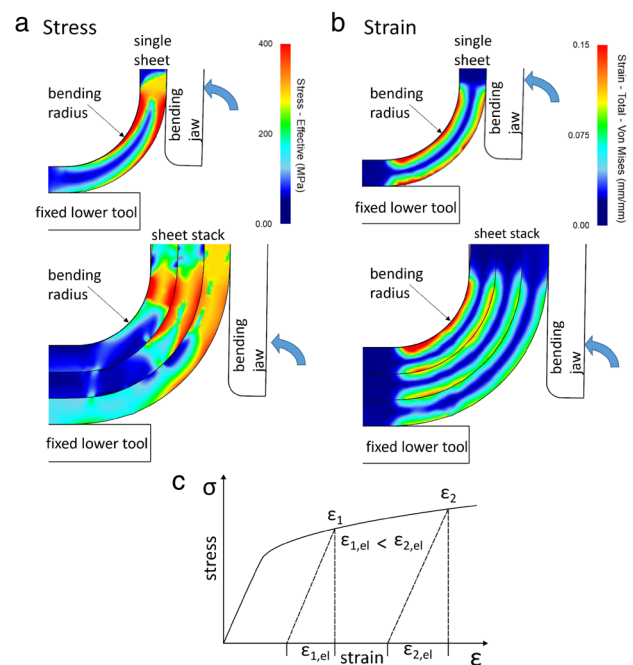 a Stress
single
sheet
bending
radius
bending
jaw
fixed lower tool
400
200
0.00
Stress - Effective (MPa)
sheet stack
bending
radius
bending
jaw
fixed lower tool
b Strain
single
sheet
bending
radius
bending
jaw
fixed lower tool
0.15
0.075
0.00
Strain - Total - Von Mises (mm/mm)
sheet stack
bending
radius
bending
jaw
fixed lower tool
c
σ
stress
ε1
ε2
ε1,el < ε2,el
ε1,el strain ε2,el ε